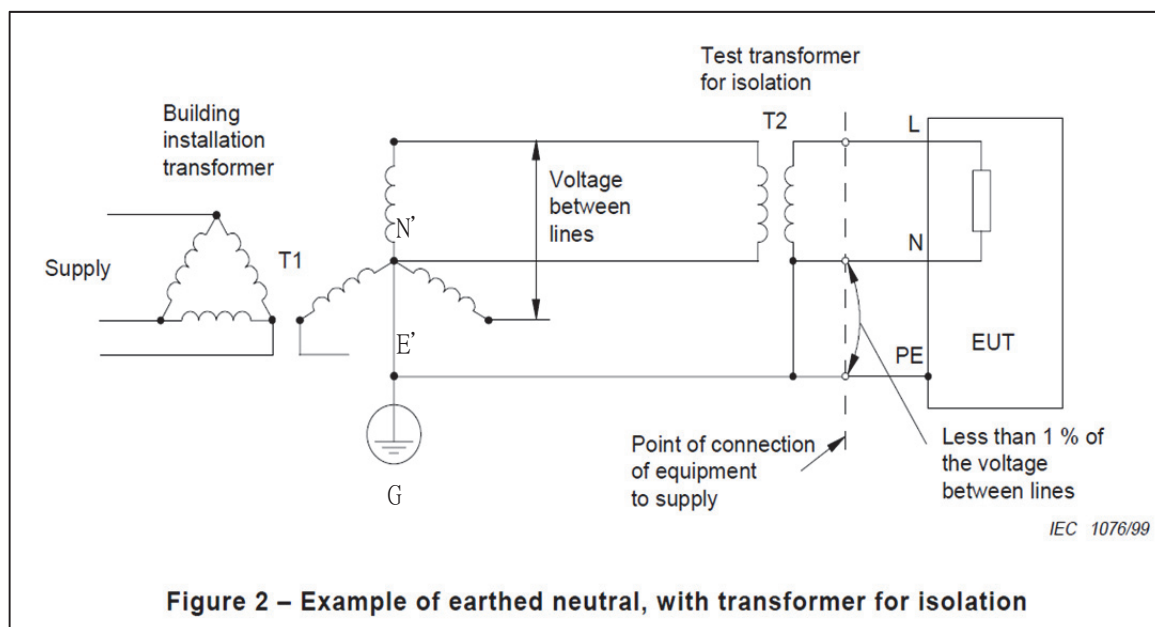 Test transformer
for isolation
Building
installation
transformer
T2
L
Voltage
between
lines
N'
N
Supply
T1
E'
PE
EUT
Point of connection
of equipment
to supply
Less than 1 % of
the voltage
between lines
G
IEC 1076/99
Figure 2 – Example of earthed neutral, with transformer for isolation